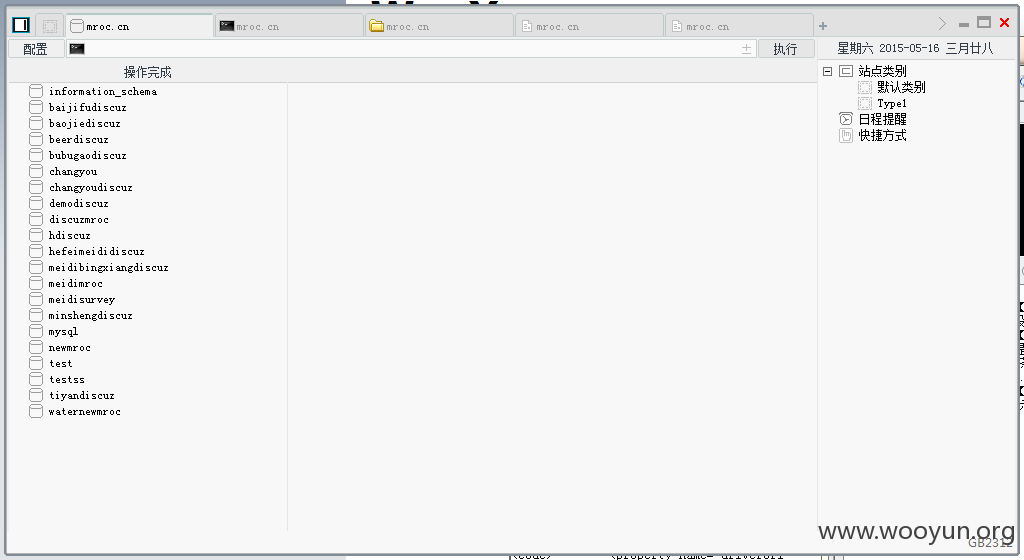 mroc.cn mroc.cn mroc.cn mroc.cn mroc.cn
配置 执行 星期六 2015-05-16 三月廿八
操作完成
站点类别
默认类别
Type1
日程提醒
快捷方式
information_schema
baijifudiscuz
baojiediscuz
beerdiscuz
bubugaodiscuz
changyou
changyoudiscuz
demodiscuz
discuzmroc
hdiscuz
hefeimeididiscuz
meidibingxiangdiscuz
meidimroc
meidisurvey
minshengdiscuz
mysql
newmroc
test
testss
tiyandiscuz
waternewmroc
www.wooyun.org
GB2312